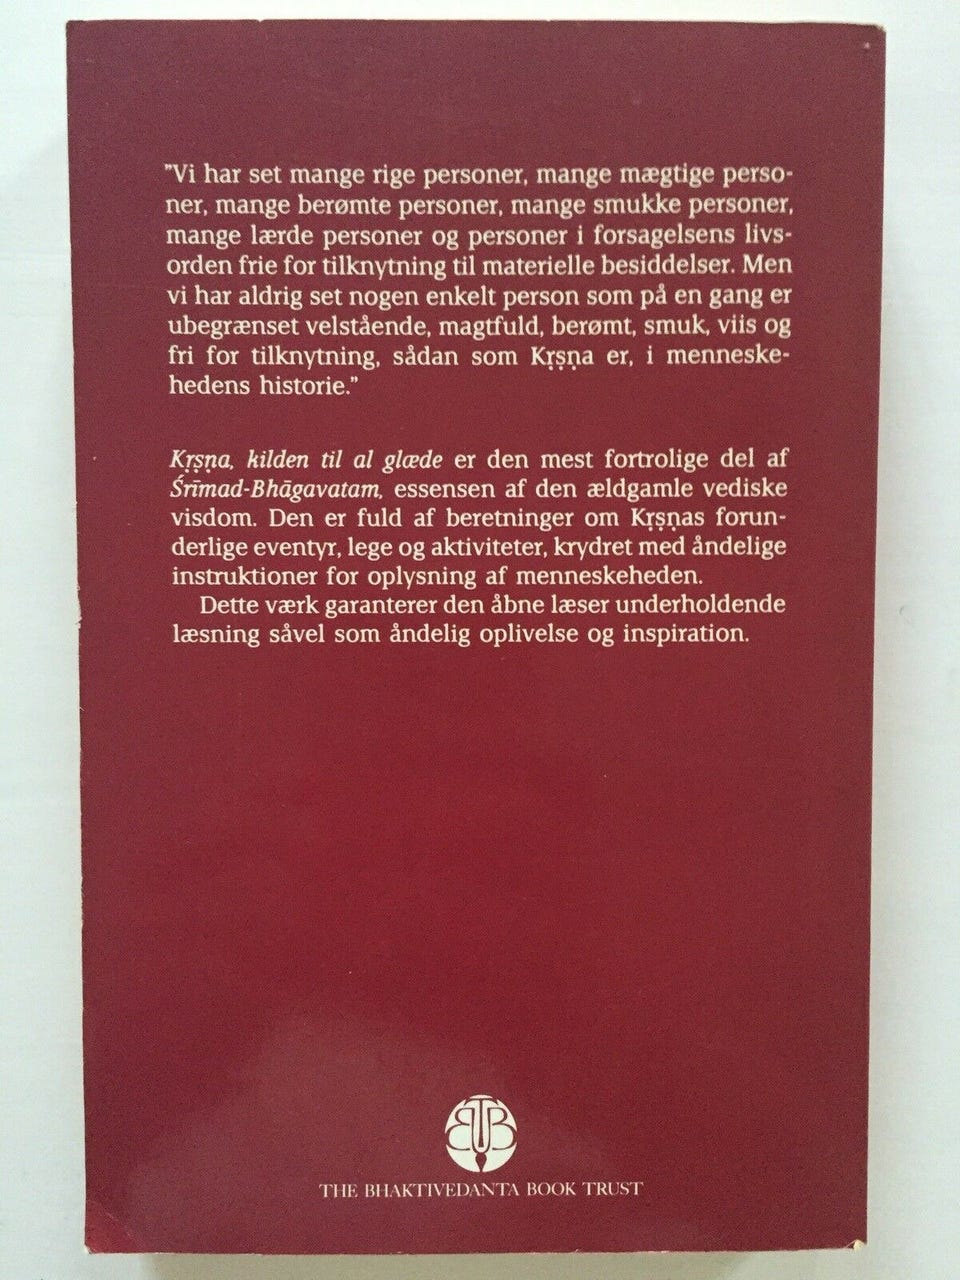 "Vi har set mange rige personer, mange mægtige perso-
ner, mange berømte personer, mange smukke personer,
mange lærde personer og personer i forsagelsens livs-
orden frie for tilknytning til materielle besiddelser. Men
vi har aldrig set nogen enkelt person som på en gang er
ubegrænset velstående, magtfuld, berømt, smuk, viis og
fri for tilknytning, sådan som Kṛṣṇa er, i menneske-
hedens historie."
Kṛṣṇa, kilden til al glæde er den mest fortrolige del af
Śrīmad-Bhāgavatam, essensen af den ældgamle vediske
visdom. Den er fuld af beretninger om Kṛṣṇas forun-
derlige eventyr, lege og aktiviteter, krydret med åndelige
instruktioner for oplysning af menneskeheden.
Dette værk garanterer den åbne læser underholdende
læsning såvel som åndelig oplivelse og inspiration.
BTB
THE BHAKTIVEDANTA BOOK TRUST